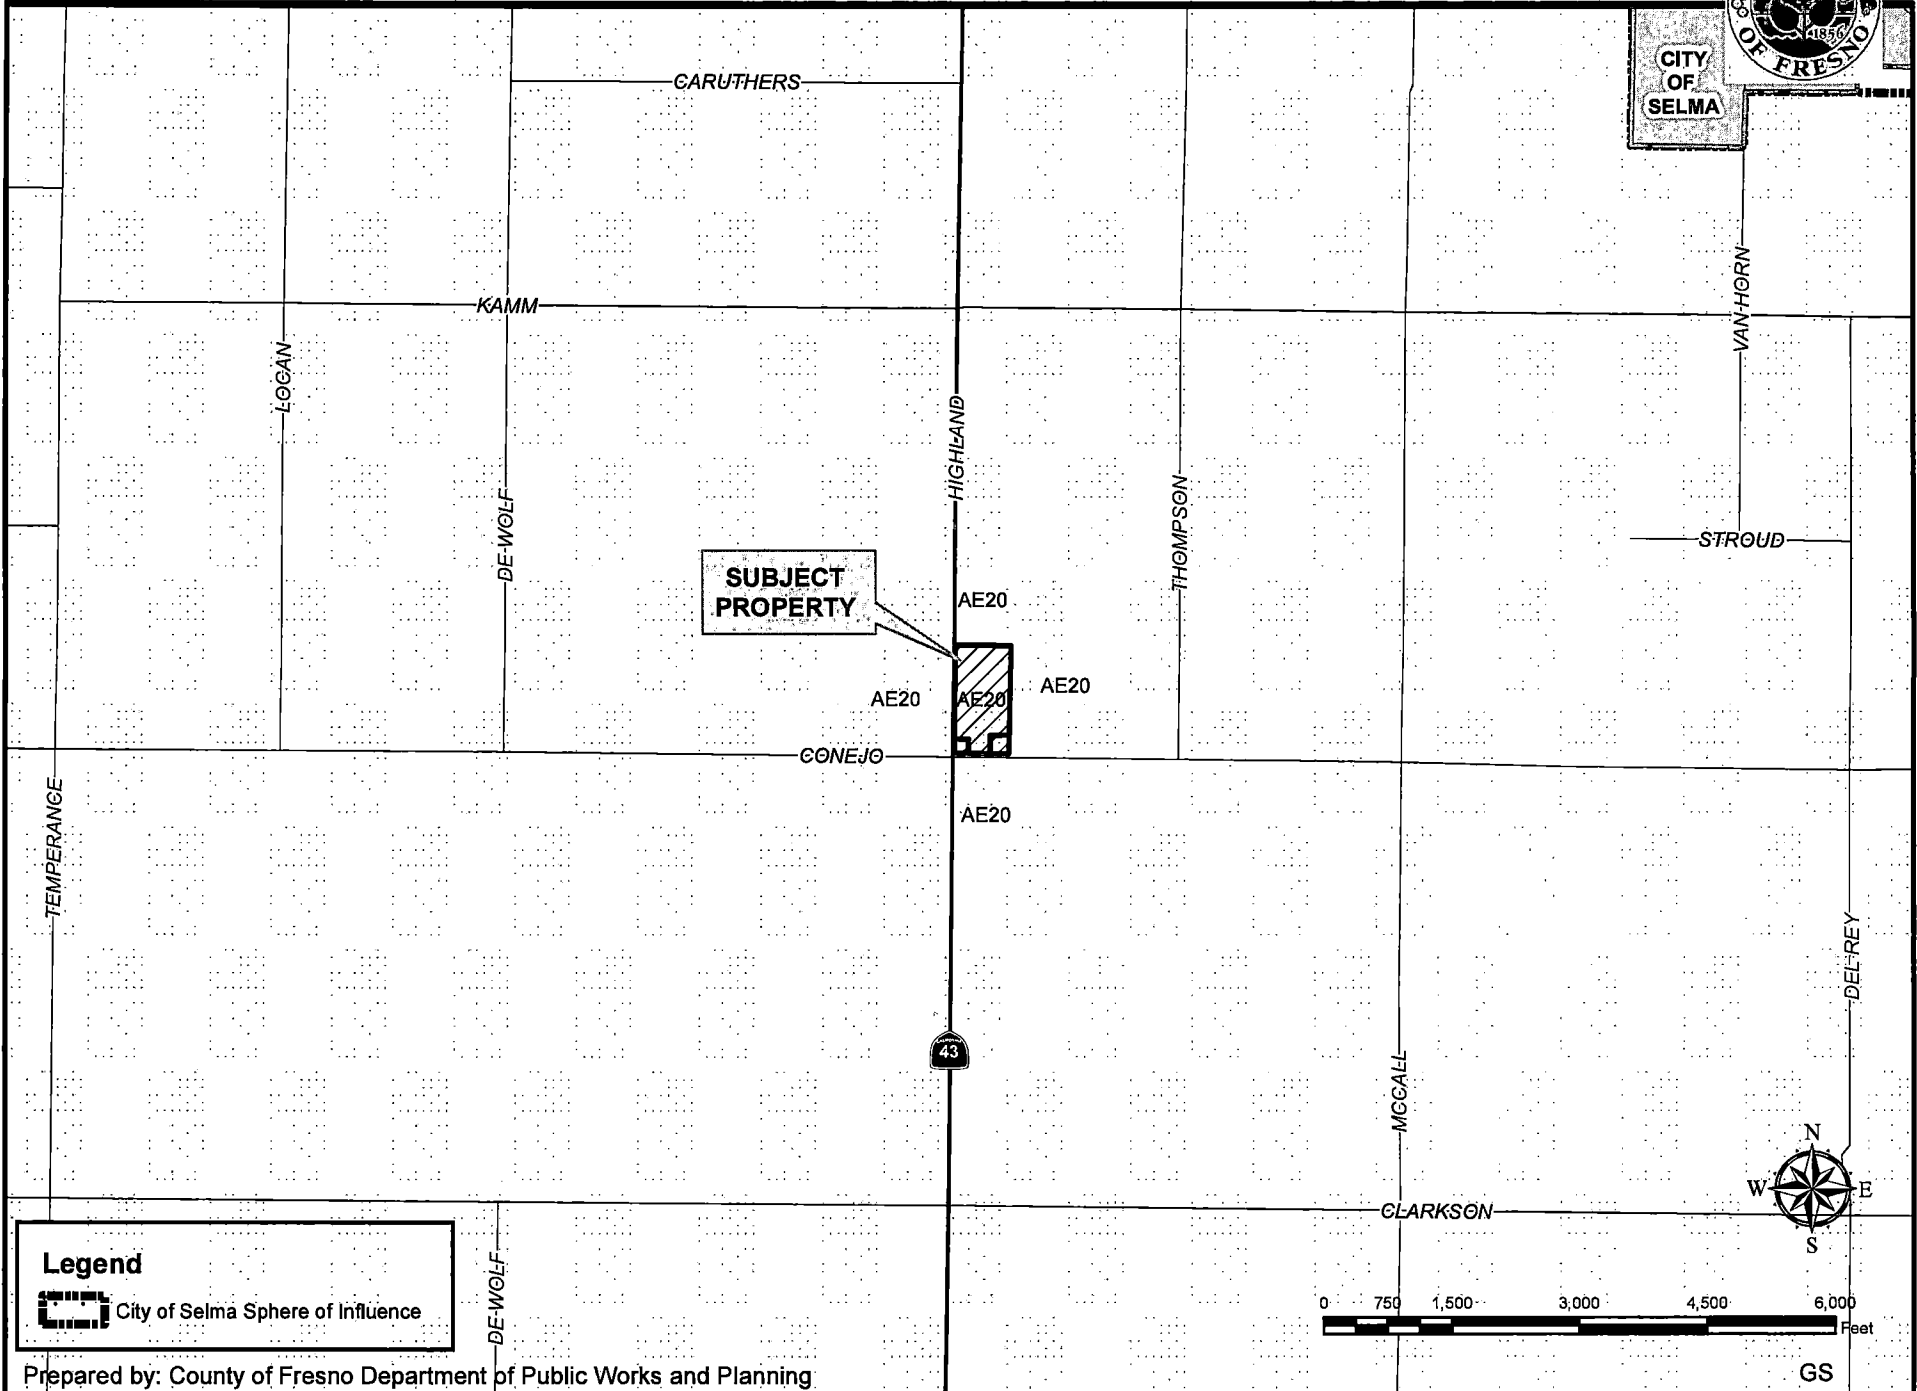 CITY
OF
SELMA
1856
OF FRESNO
CARUTHERS
KAMM
LOGAN
DE WOLF
HIGHLAND
THOMPSON
VAN HORN
STROUD
SUBJECT
PROPERTY
AE20
AE20
AE20
AE20
CONEJO
AE20
TEMPERANCE
DEL REY
43
MCCALL
N
W
E
S
CLARKSON
DE WOLF
Legend
City of Selma Sphere of Influence
0 750 1,500 3,000 4,500 6,000
Feet
Prepared by: County of Fresno Department of Public Works and Planning
GS